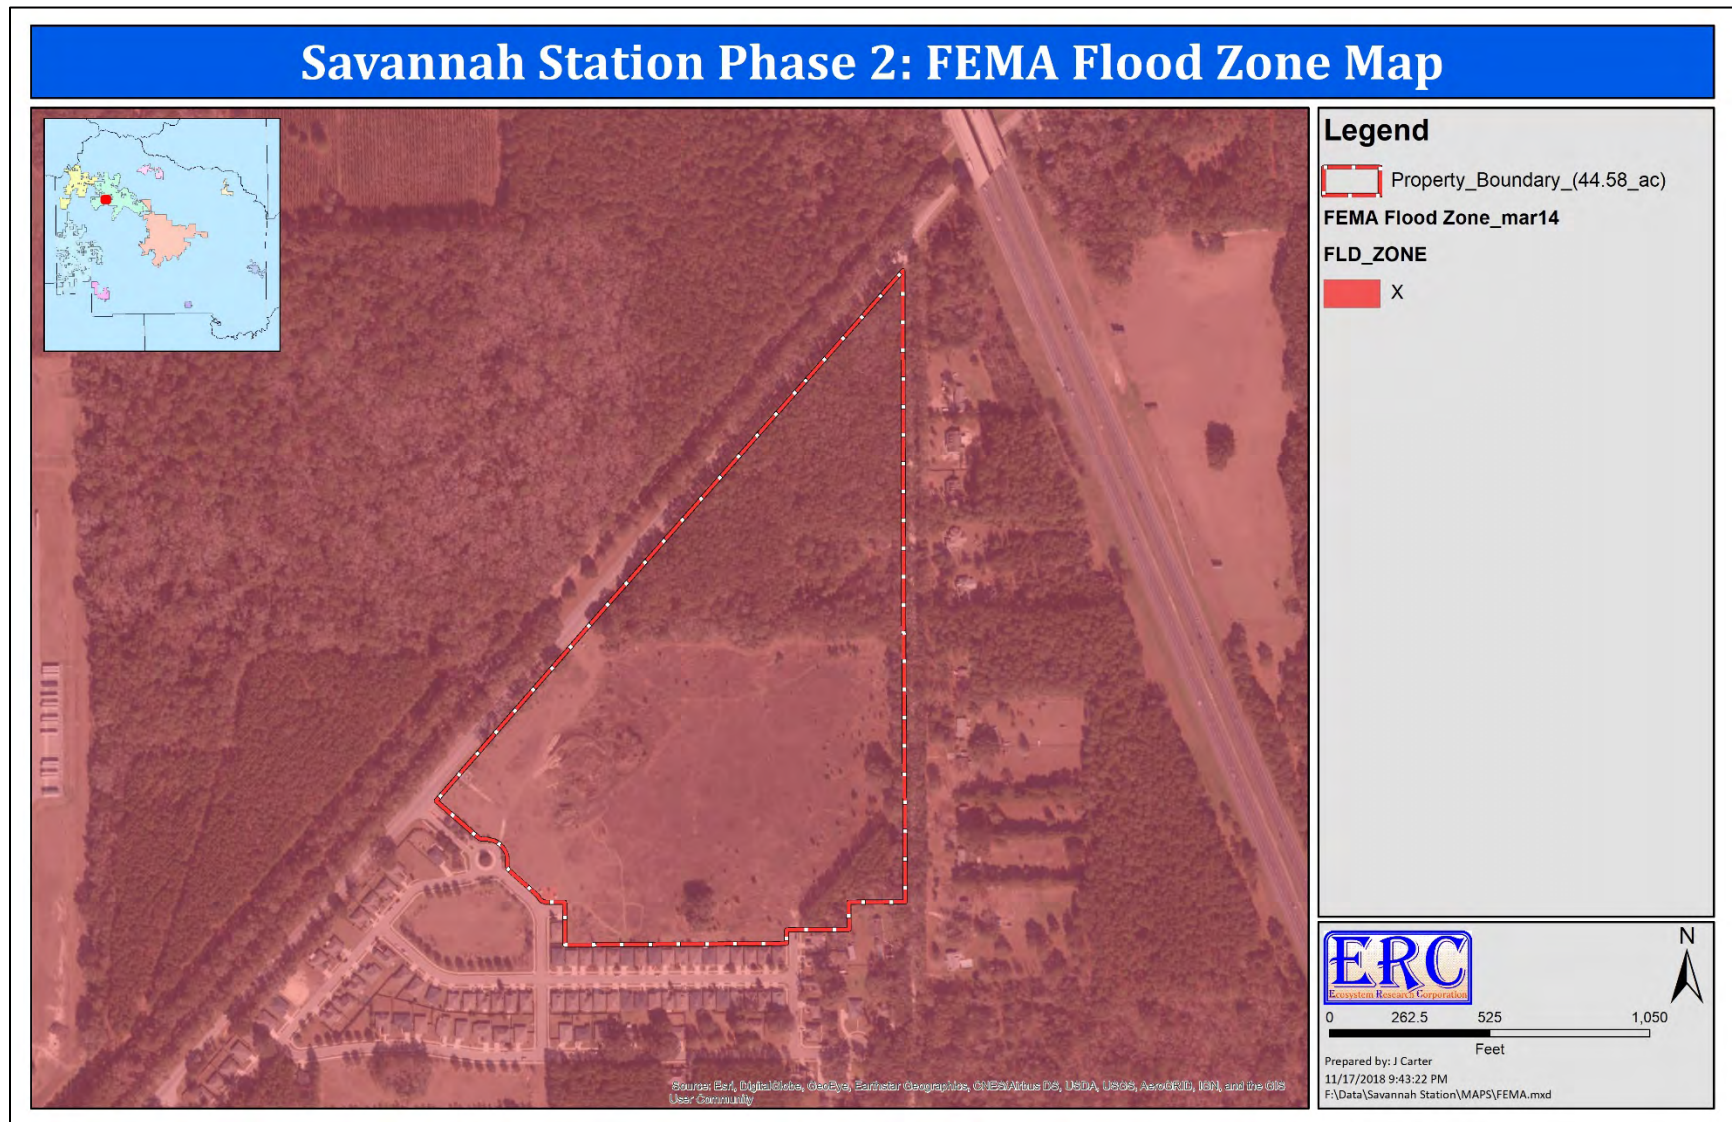 Savannah Station Phase 2: FEMA Flood Zone Map
Legend
Property_Boundary_(44.58_ac)
FEMA Flood Zone_mar14
FLD_ZONE
X
Source: Esri, DigitalGlobe, GeoEye, Earthstar Geographics, CNES/Airbus DS, USDA, USGS, AeroGRID, IGN, and the GIS
User Community
ERC
Ecosystem Research Corporation
N
0 262.5 525 1,050
Feet
Prepared by: J Carter
11/17/2018 9:43:22 PM
F:\Data\Savannah Station\MAPS\FEMA.mxd